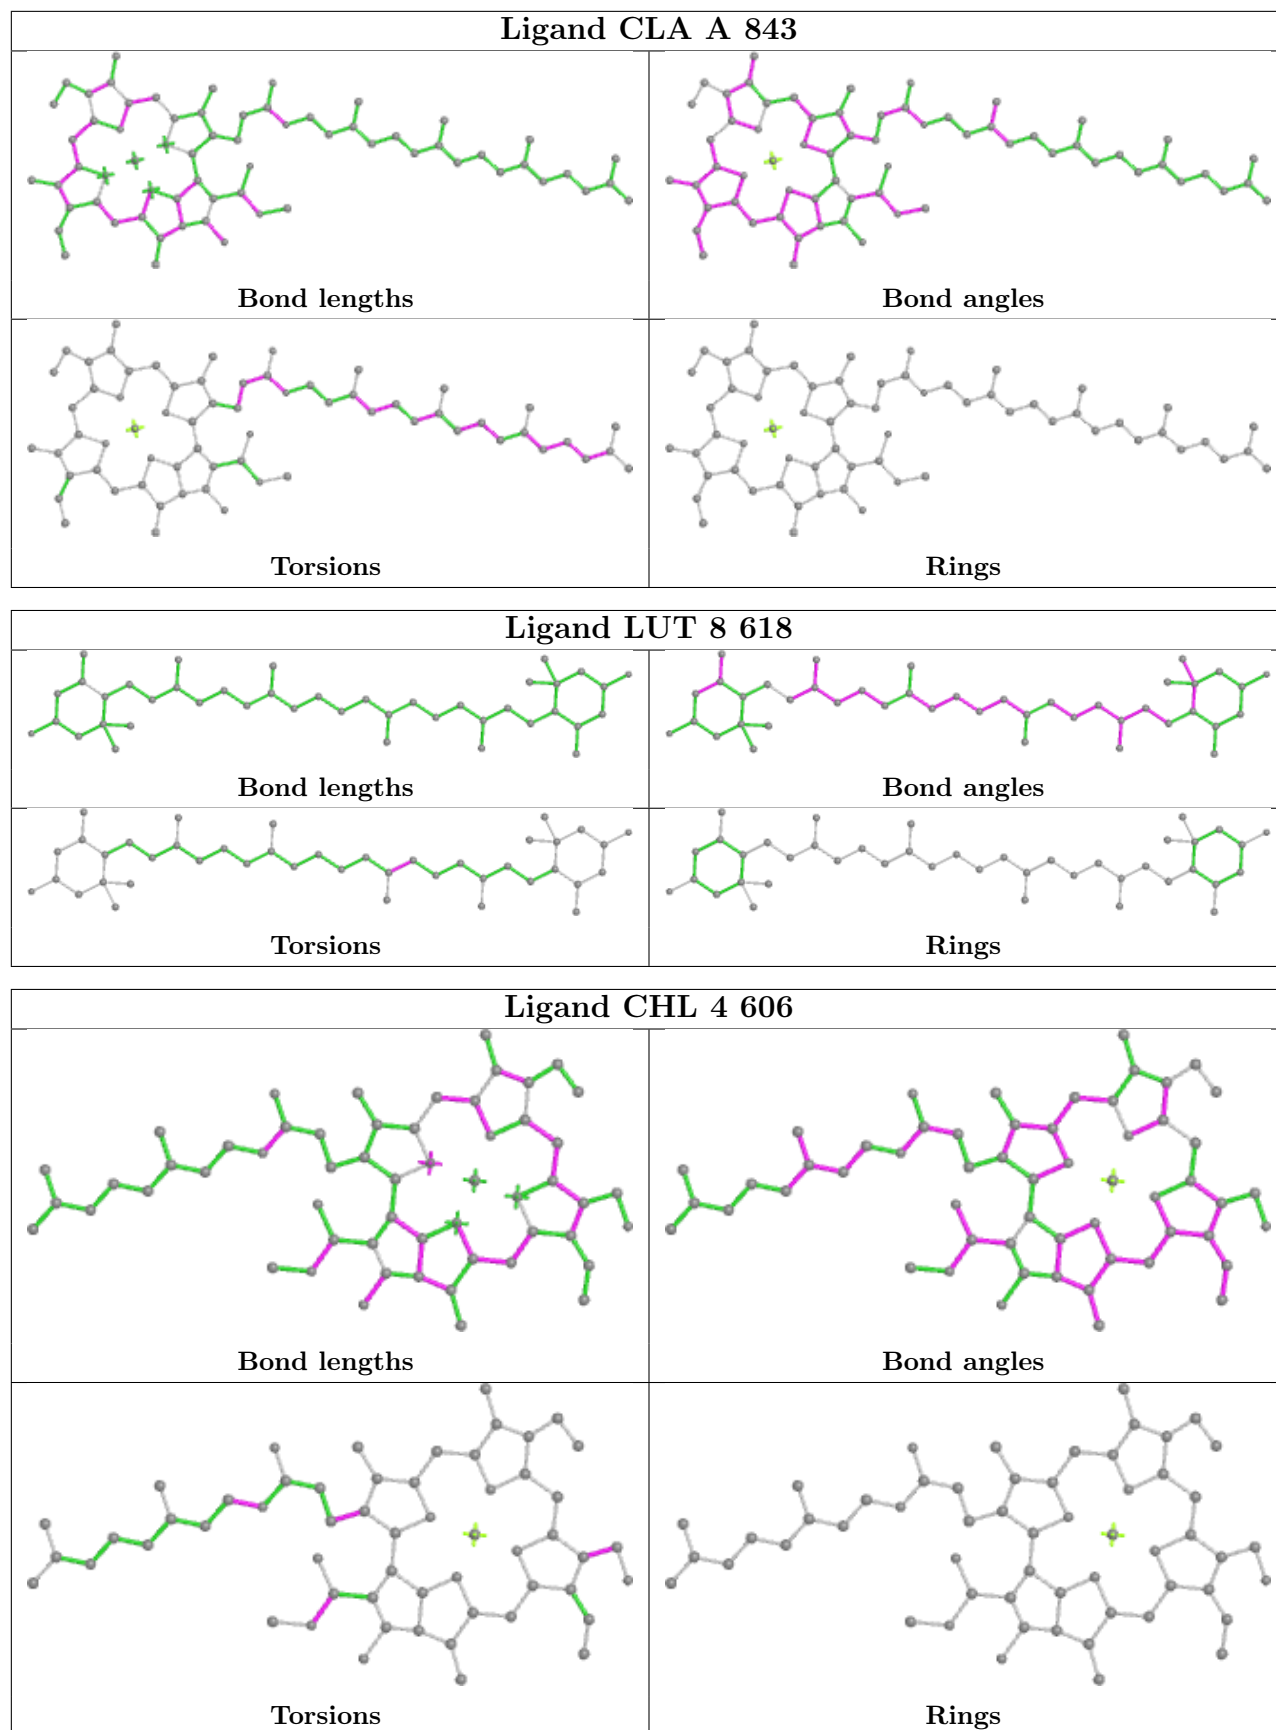 Ligand CLA A 843
Bond lengths
Bond angles
Torsions
Rings
Ligand LUT 8 618
Bond lengths
Bond angles
Torsions
Rings
Ligand CHL 4 606
Bond lengths
Bond angles
Torsions
Rings